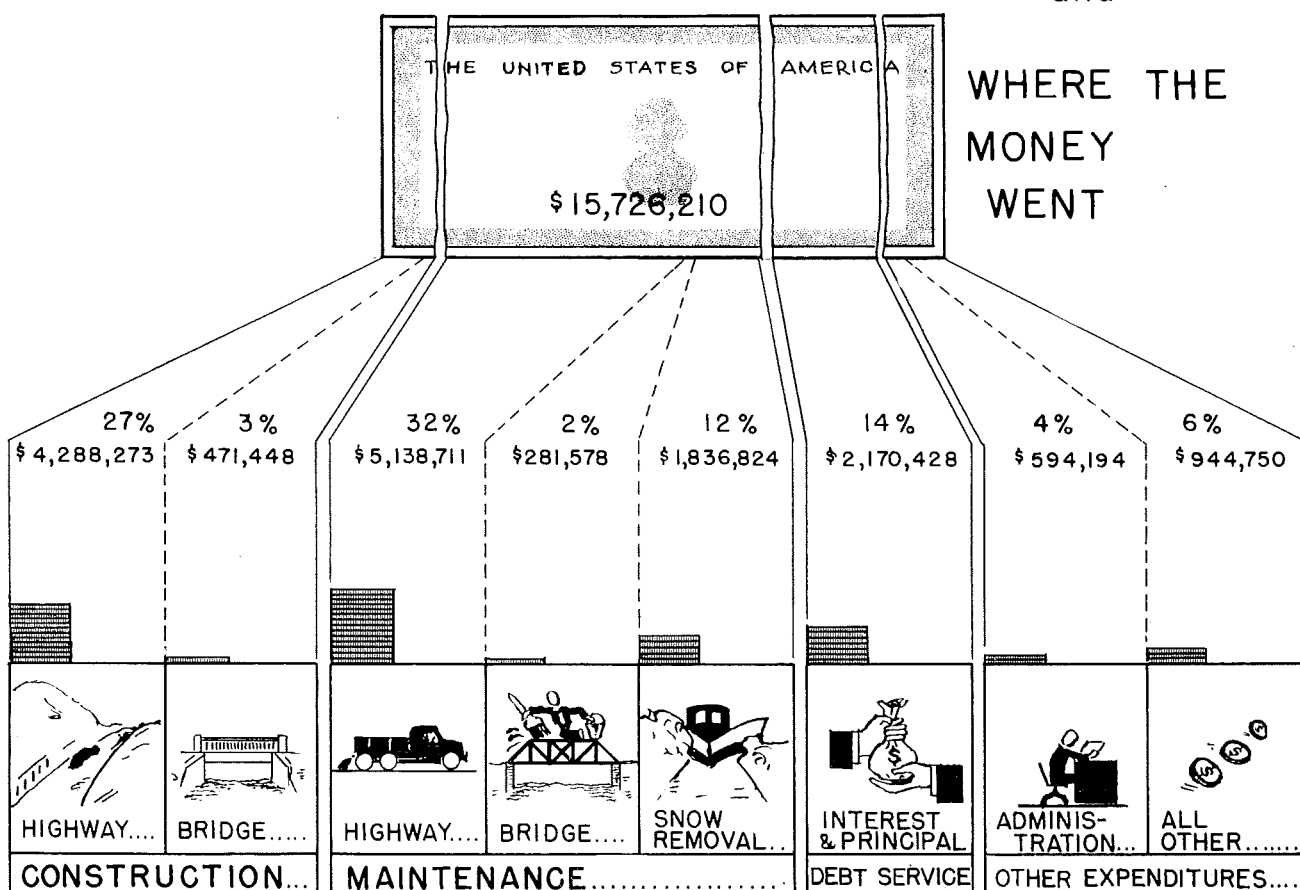 and
THE UNITED STATES OF AMERICA
$15,726,210
WHERE THE
MONEY
WENT
27% 3% 32% 2% 12% 14% 4% 6%
$4,288,273 $471,448 $5,138,711 $281,578 $1,836,824 $2,170,428 $594,194 $944,750
$
$ $
HIGHWAY....
BRIDGE.....
HIGHWAY....
BRIDGE....
SNOW
REMOVAL...
INTEREST
& PRINCIPAL
ADMINIS-
TRATION...
ALL
OTHER.......
CONSTRUCTION...
MAINTENANCE..................
DEBT SERVICE
OTHER EXPENDITURES....